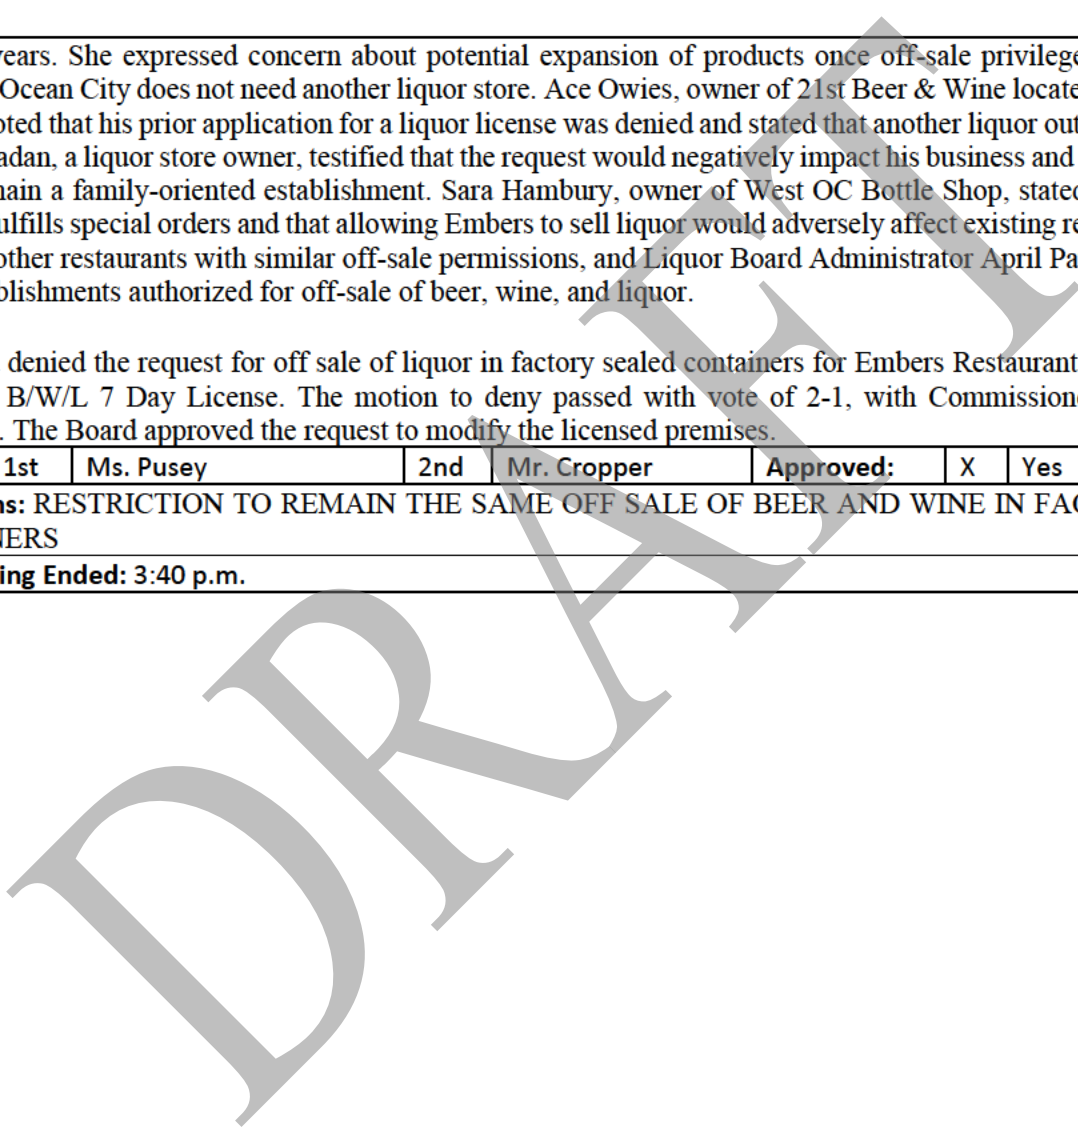 years. She expressed concern about potential expansion of products once off-sale privilege
Ocean City does not need another liquor store. Ace Owies, owner of 21st Beer & Wine locate
oted that his prior application for a liquor license was denied and stated that another liquor out
adan, a liquor store owner, testified that the request would negatively impact his business and
nain a family-oriented establishment. Sara Hambury, owner of West OC Bottle Shop, stated
ulfills special orders and that allowing Embers to sell liquor would adversely affect existing re
other restaurants with similar off-sale permissions, and Liquor Board Administrator April Pa
blishments authorized for off-sale of beer, wine, and liquor.
denied the request for off sale of liquor in factory sealed containers for Embers Restaurant
B/W/L 7 Day License. The motion to deny passed with vote of 2-1, with Commission
. The Board approved the request to modify the licensed premises.
1st Ms. Pusey 2nd Mr. Cropper Approved: X Yes
ns: RESTRICTION TO REMAIN THE SAME OFF SALE OF BEER AND WINE IN FAC
NERS
ing Ended: 3:40 p.m.
DRAFT